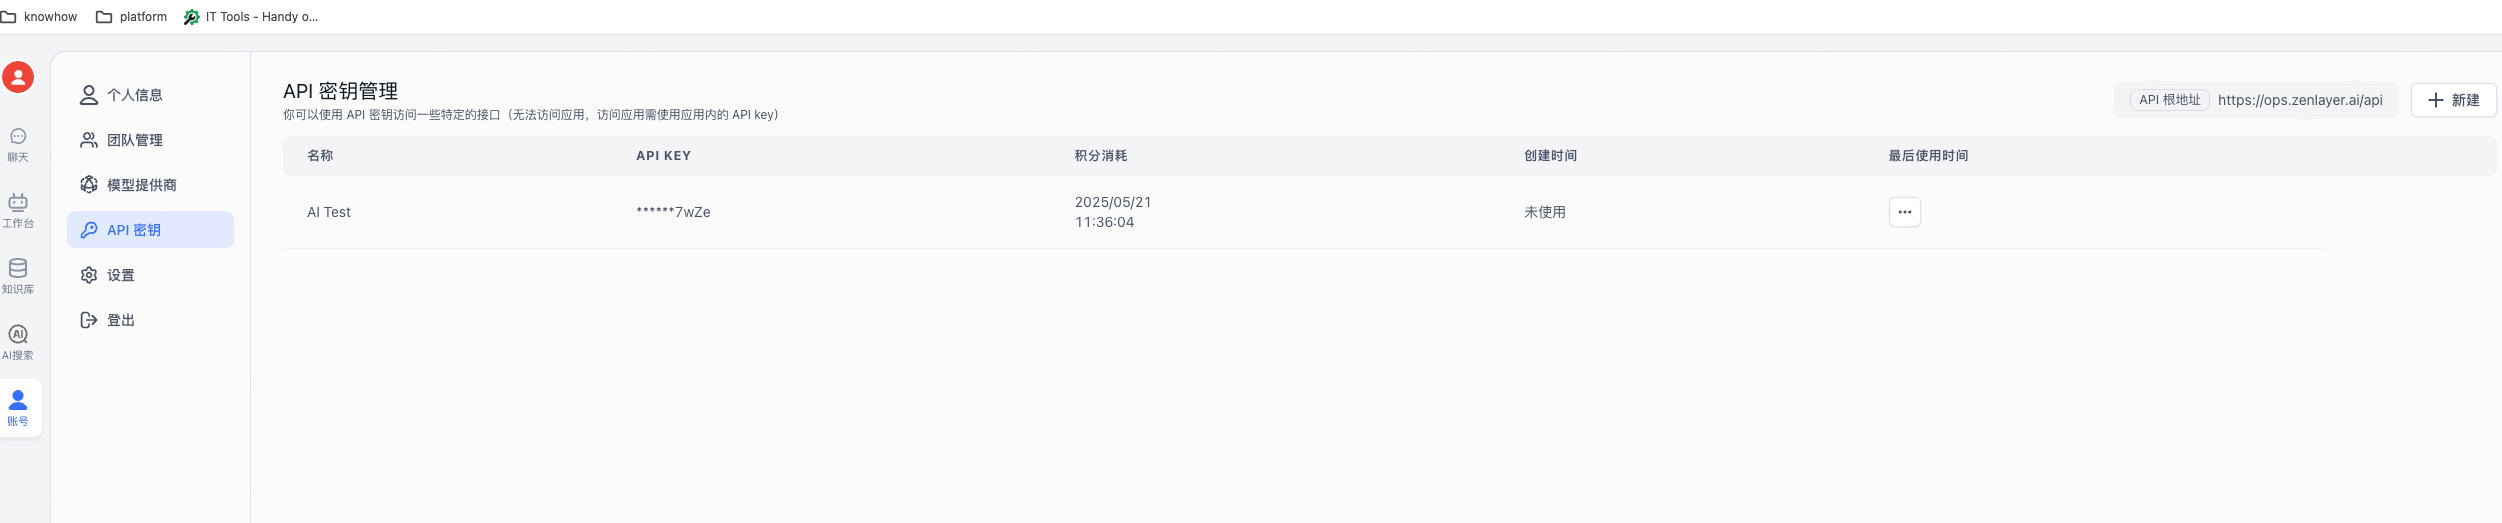 knowhow
platform
IT Tools - Handy o...
聊天
工作台
知识库
AI搜索
账号
个人信息
团队管理
模型提供商
API 密钥
设置
登出
API 密钥管理
你可以使用 API 密钥访问一些特定的接口（无法访问应用，访问应用需使用应用内的 API key）
API 根地址 https://ops.zenlayer.ai/api
新建
名称 API KEY 积分消耗 创建时间 最后使用时间
AI Test ******7wZe 2025/05/21
11:36:04
未使用